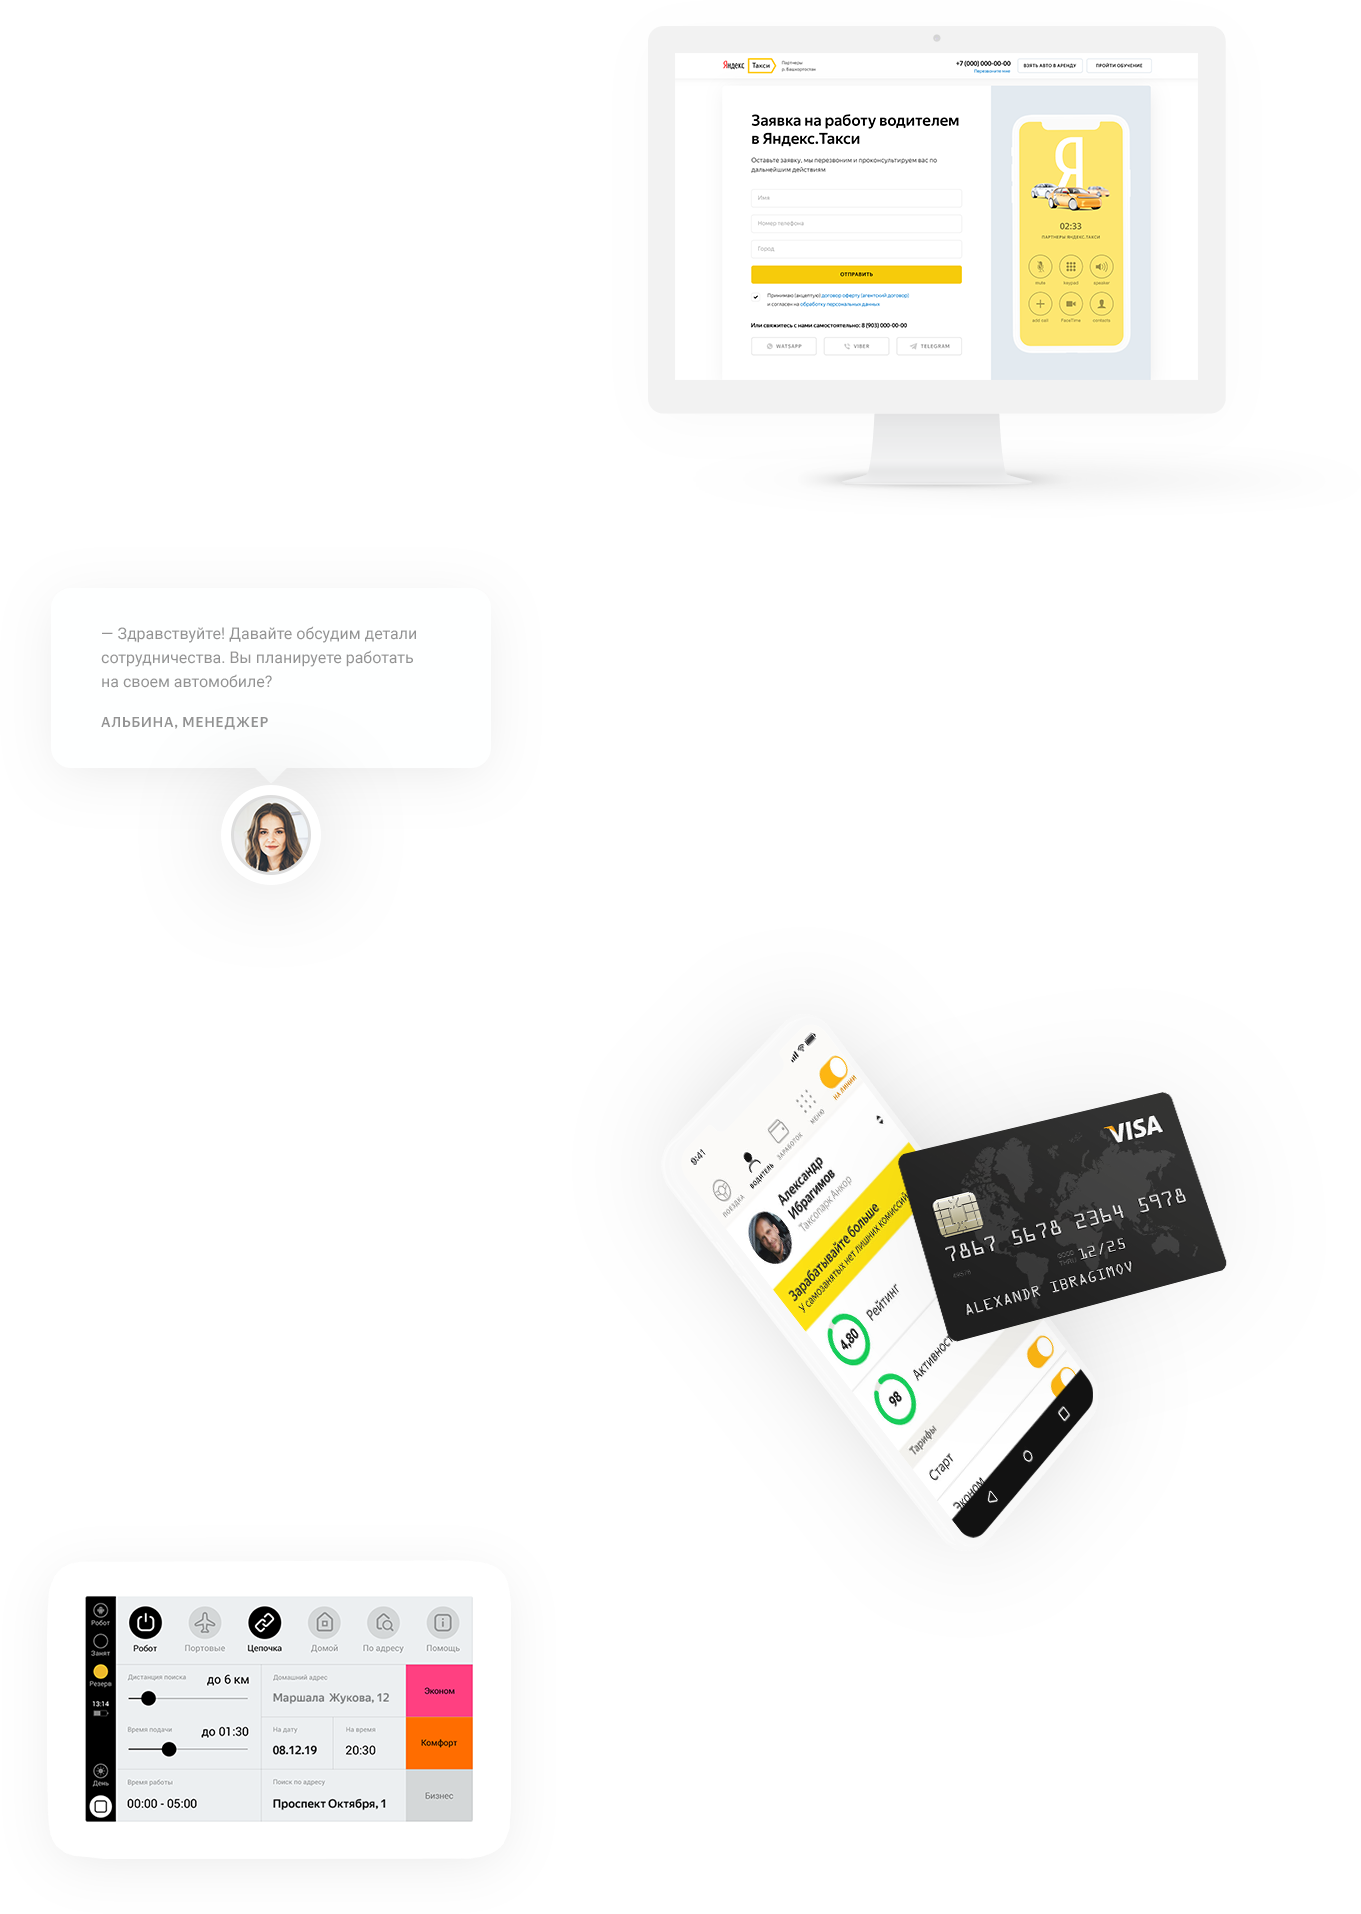 Яндекс Такси
Партнеры
р. Башкортостан
+7 (000) 000-00-00
Перезвоните мне
ВЗЯТЬ АВТО В АРЕНДУ
ПРОЙТИ ОБУЧЕНИЕ
Заявка на работу водителем
в Яндекс.Такси
Оставьте заявку, мы перезвоним и проконсультируем вас по
дальнейшим действиям
Имя
Номер телефона
Город
ОТПРАВИТЬ
Принимаю (акцептую) договор оферту (агентский договор)
и согласен на обработку персональных данных
Или свяжитесь с нами самостоятельно: 8 (903) 000-00-00
WATSAPP
VIBER
TELEGRAM
Я
02:33
ПАРТНЕРЫ ЯНДЕКС.ТАКСИ
mute
keypad
speaker
add call
FaceTime
contacts
— Здравствуйте! Давайте обсудим детали
сотрудничества. Вы планируете работать
на своем автомобиле?
АЛЬБИНА, МЕНЕДЖЕР
9:41
ПОЕЗДКА
ВОДИТЕЛЬ
ЗАРАБОТОК
МЕНЮ
НА ЛИНИИ
Александр
Ибрагимов
Таксопарк Анкор
Зарабатывайте больше
У самозанятых нет лишних комиссий
4,80
Рейтинг
98
Активность
Тарифы
Старт
Эконом
VISA
7867 5678 2364 5978
GOOD
THRU
12/25
ALEXANDR IBRAGIMOV
Робот
Занят
Резерв
13:14
День
Робот
Портовые
Цепочка
Домой
По адресу
Помощь
Дистанция поиска
до 6 км
Домашний адрес
Маршала Жукова, 12
Эконом
Время подачи
до 01:30
На дату
08.12.19
На время
20:30
Комфорт
Время работы
00:00 - 05:00
Поиск по адресу
Проспект Октября, 1
Бизнес